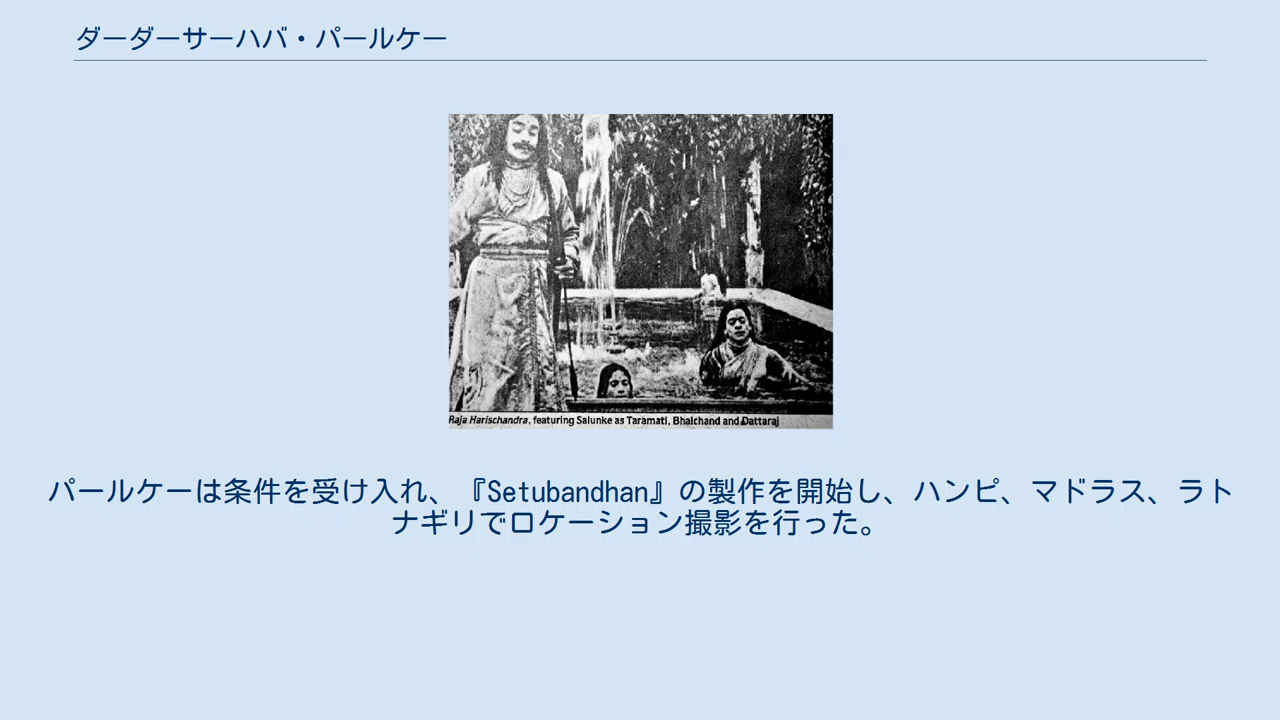 ダーダーサーハバ・パールケー
Raja Harischandra, featuring Salunke as Taramati, Bhalchand and Dattaraj
パールケーは条件を受け入れ、『Setubandhan』の製作を開始し、ハンピ、マドラス、ラト
ナギリでロケーション撮影を行った。